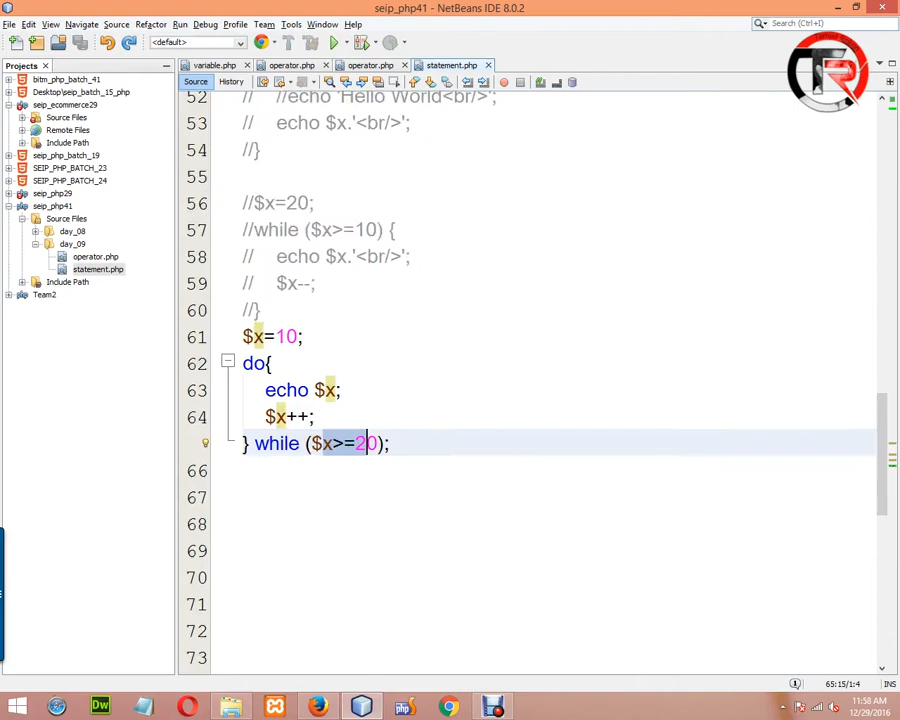 seip_php41 - NetBeans IDE 8.0.2
File Edit View Navigate Source Refactor Run Debug Profile Team Tools Window Help
Search (Ctrl+I)
<default>
Projects
variable.php operator.php operator.php statement.php
Source History
bitm_php_batch_41
Desktop\seip_batch_15_php
seip_ecommerce29
Source Files
Remote Files
Include Path
seip_php_batch_19
SEIP_PHP_BATCH_23
SEIP_PHP_BATCH_24
seip_php29
seip_php41
Source Files
day_08
day_09
operator.php
statement.php
Include Path
Team2
52 // //echo 'Hello World<br/>';
53 // echo $x.'<br/>';
54 //}
55
56 //$x=20;
57 //while ($x>=10) {
58 // echo $x.'<br/>';
59 // $x--;
60 //}
61 $x=10;
62 do{
63 echo $x;
64 $x++;
} while ($x>=20);
66
67
68
69
70
71
72
73
TR
65:15/1:4 INS
Dw
php
11:58 AM
12/29/2016